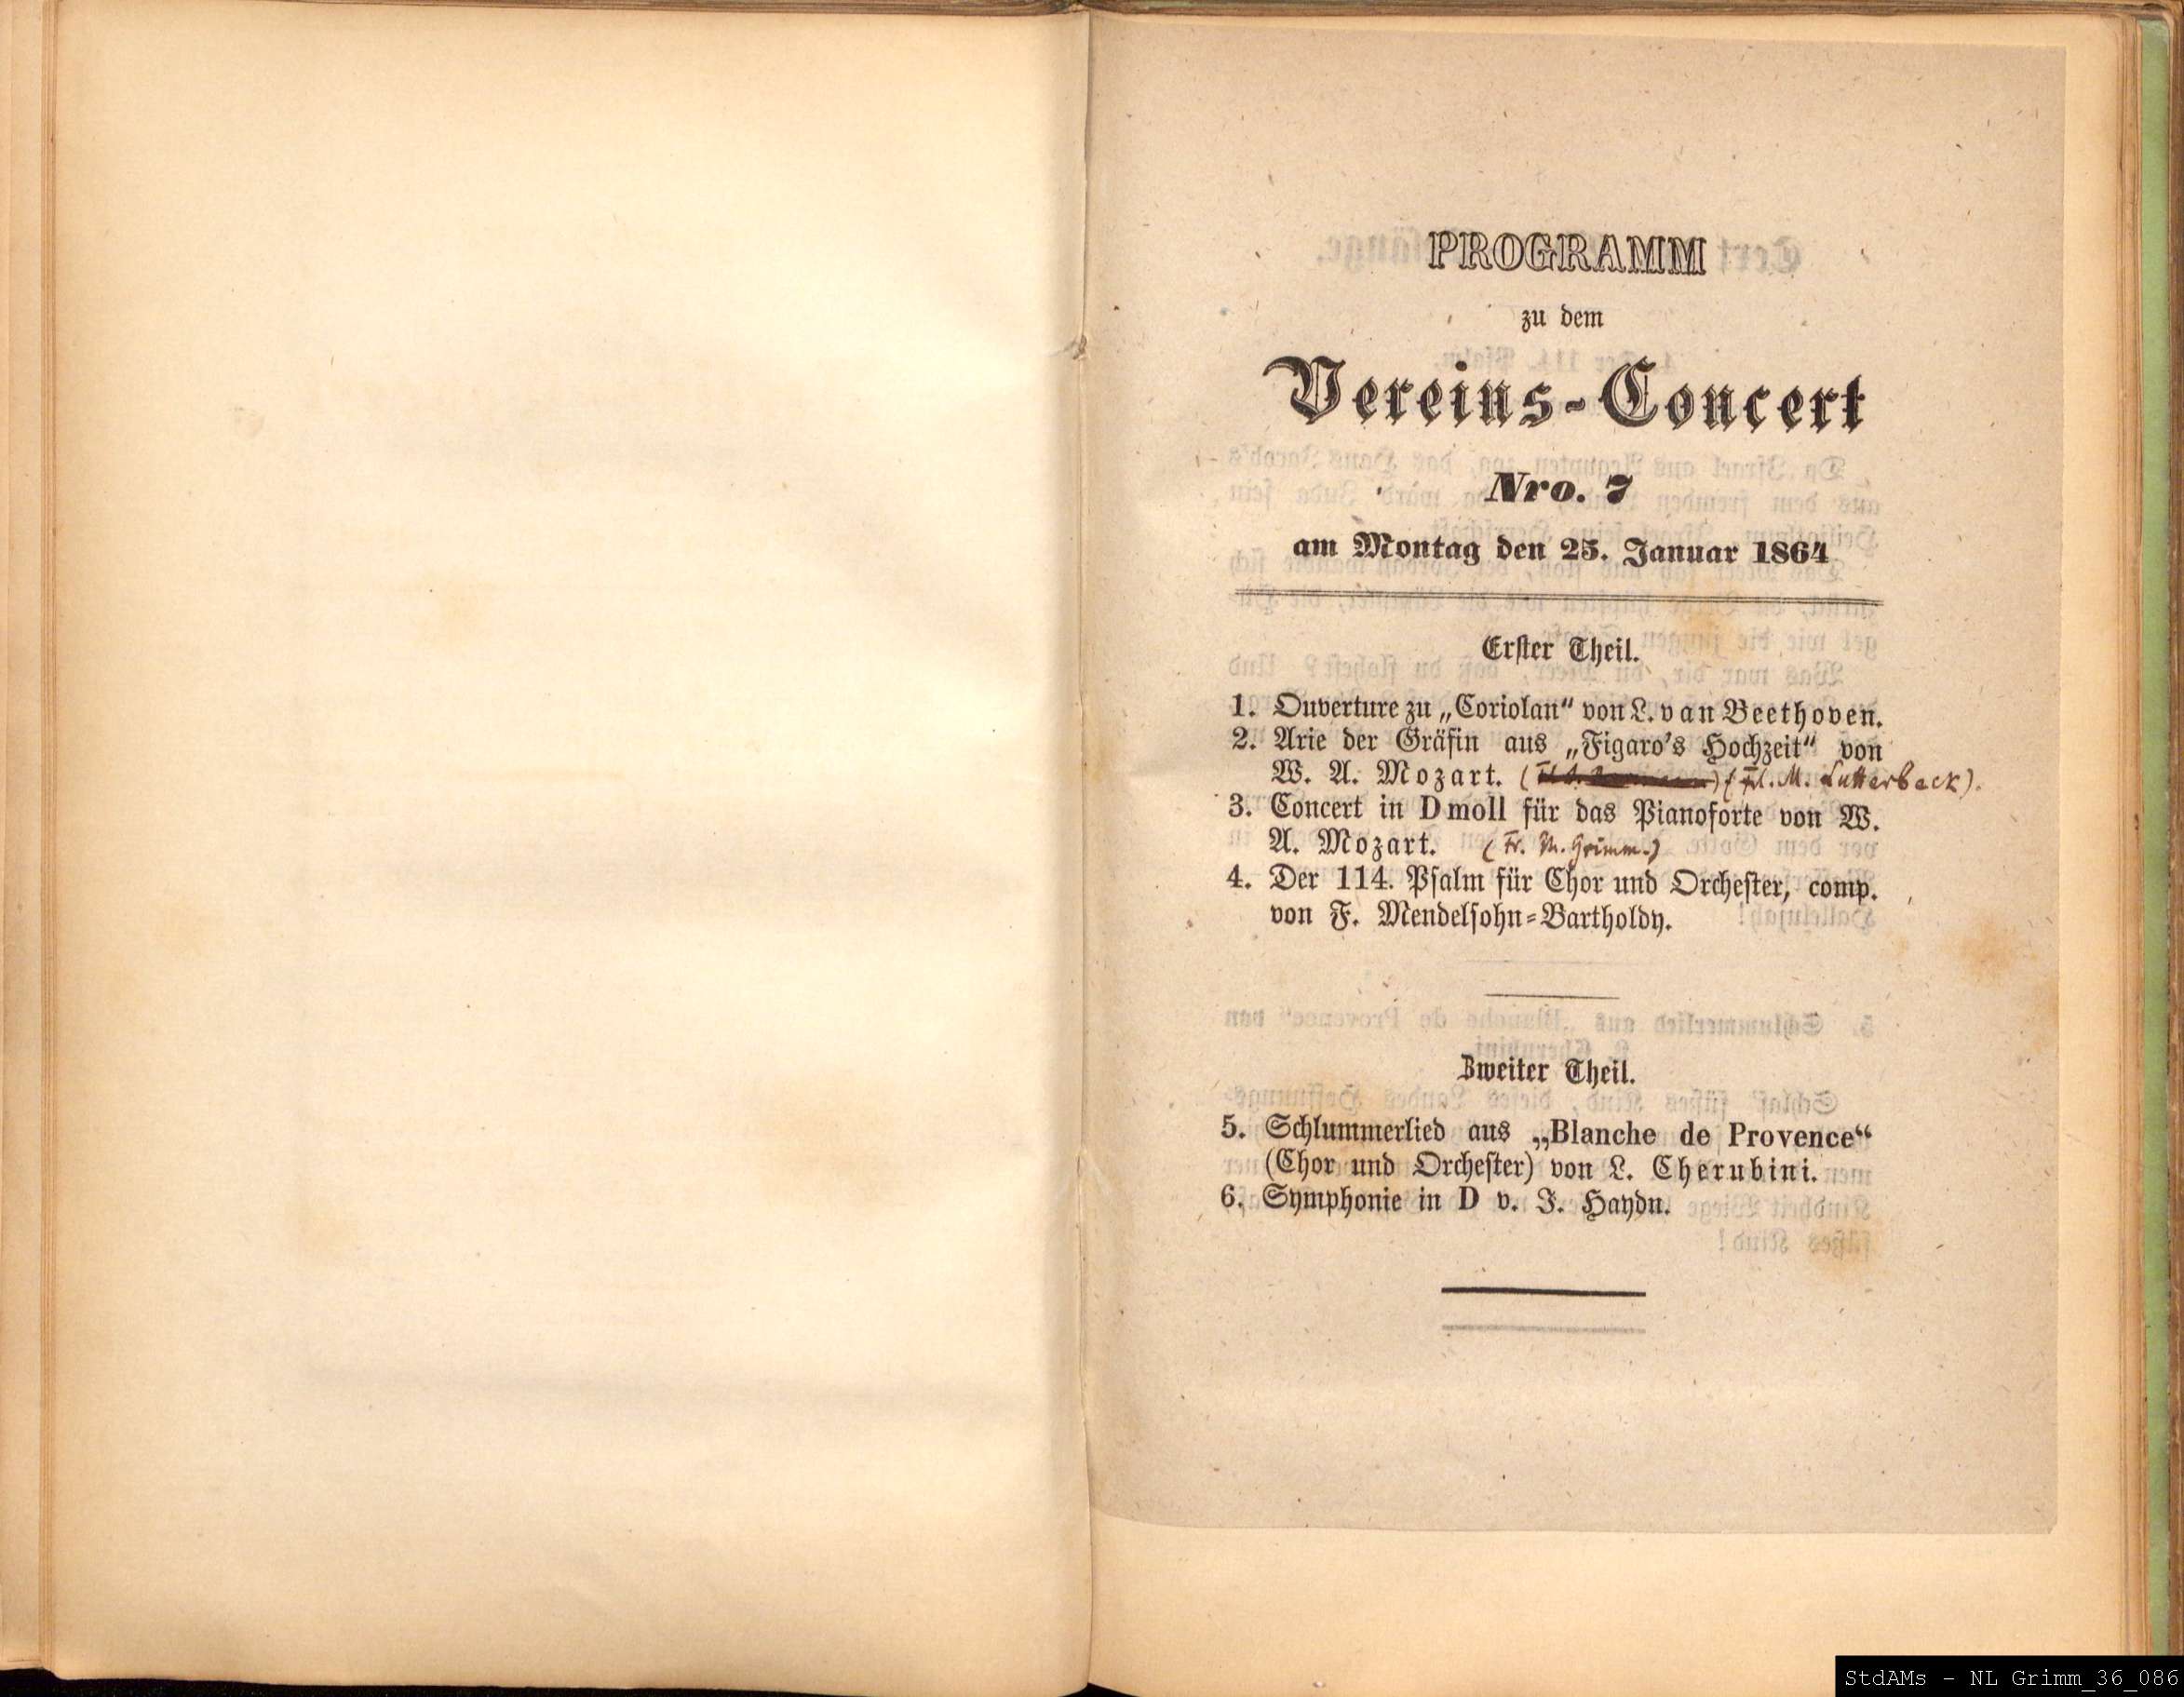 PROGRAMM
zu dem
Vereins-Concert
Nro. 7
am Montag den 25. Januar 1864
Erster Theil.
1. Ouverture zu „Coriolan“ von L. van Beethoven.
2. Arie der Gräfin aus „Figaro's Hochzeit“ von
W. A. Mozart. (Frl. M. Lutterbeck).
3. Concert in D moll für das Pianoforte von W.
A. Mozart. (Fr. M. Grimm.)
4. Der 114. Psalm für Chor und Orchester, comp.
von F. Mendelsohn-Bartholdy.
Zweiter Theil.
5. Schlummerlied aus „Blanche de Provence“
(Chor und Orchester) von L. Cherubini.
6. Symphonie in D v. J. Haydn.
StdAMs - NL Grimm_36_086